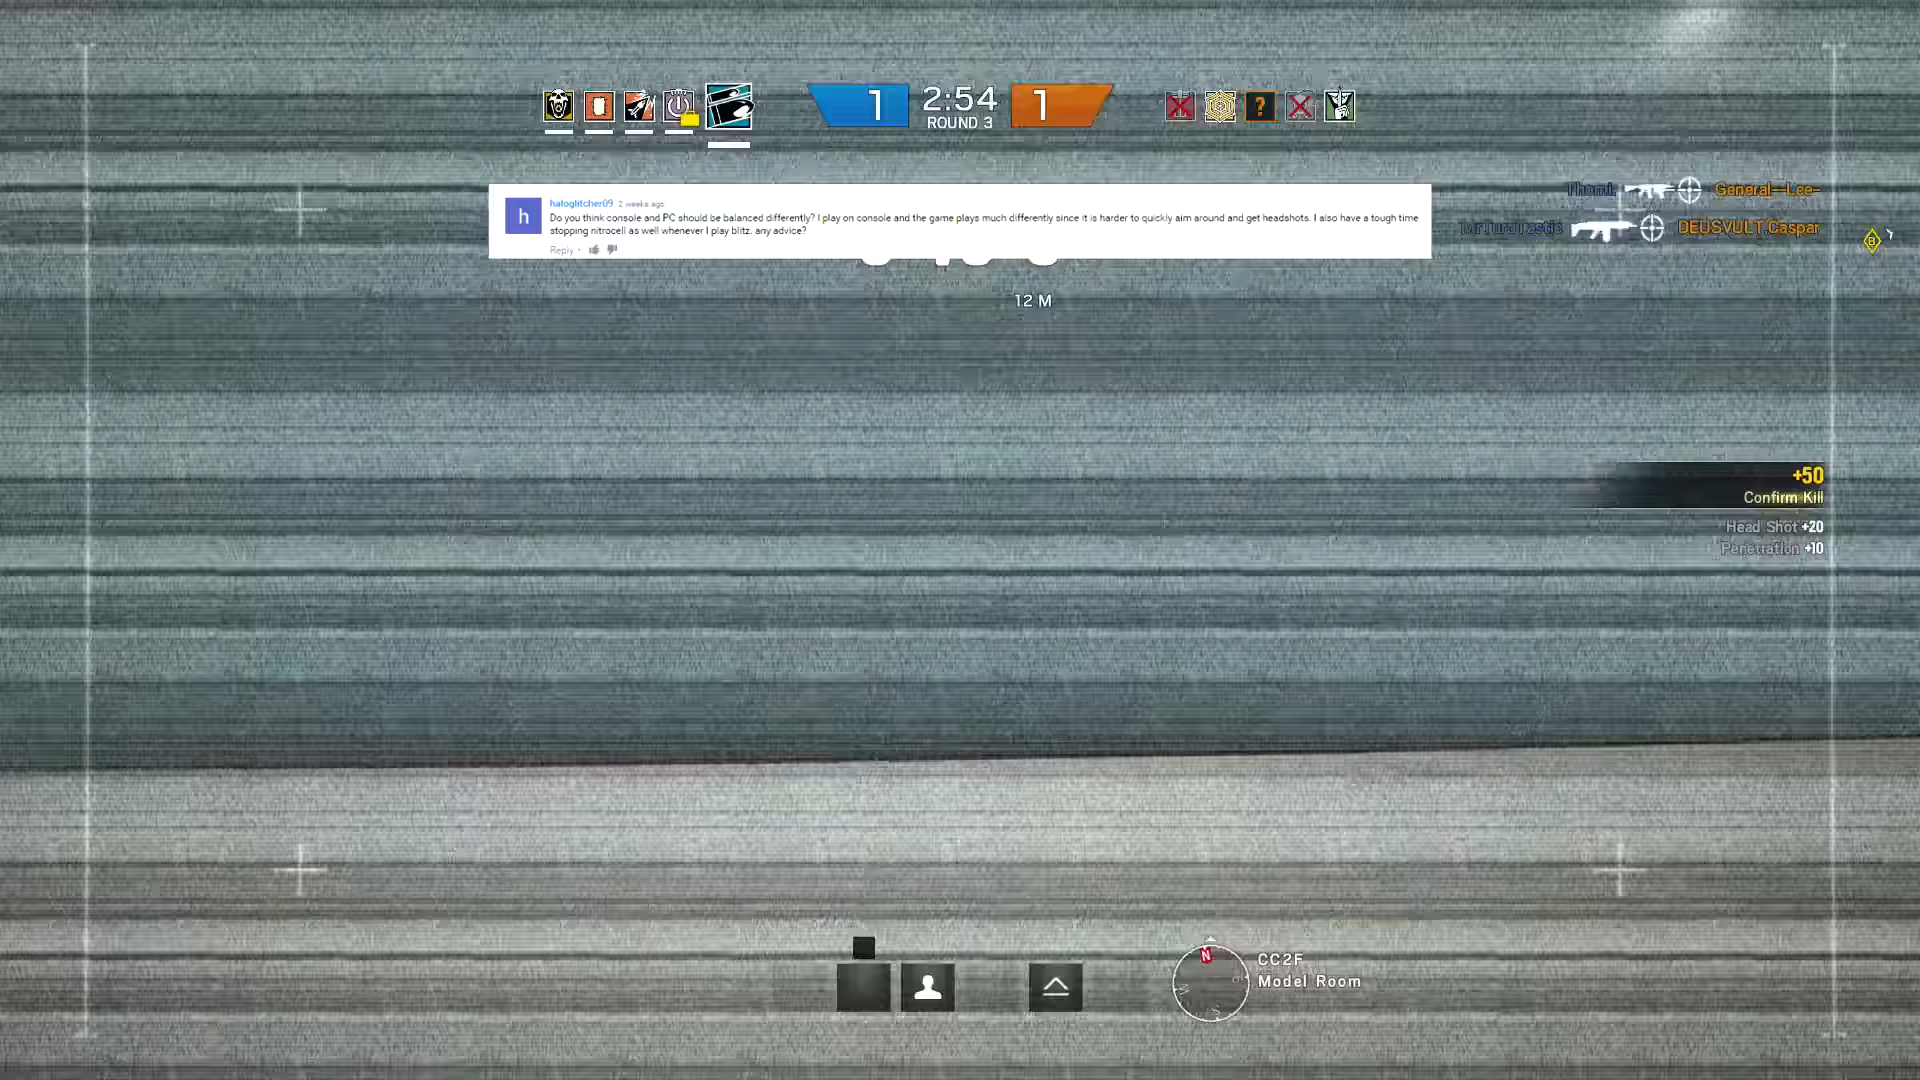 1 2:54 1
ROUND 3
?
h
haloglitcher09 2 weeks ago
Do you think console and PC should be balanced differently? I play on console and the game plays much differently since it is harder to quickly aim around and get headshots. I also have a tough time
stopping nitrocell as well whenever I play blitz. any advice?
Reply
General--Lee-
DEUSVULT.Caspar
B
12 M
+50
Confirm Kill
Head Shot +20
Penetration +10
N
CC2F
Model Room